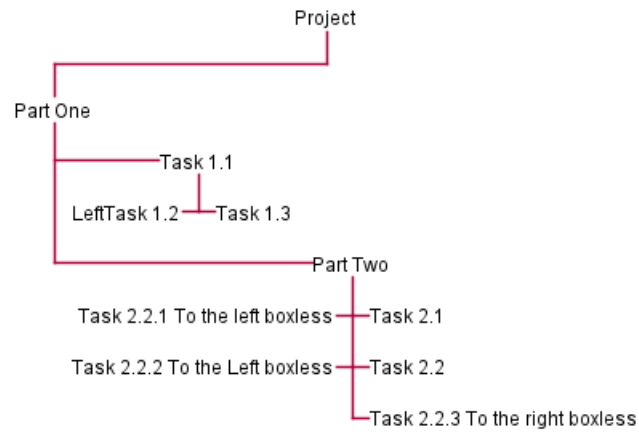 Project
Part One
Task 1.1
LeftTask 1.2 Task 1.3
Part Two
Task 2.2.1 To the left boxless Task 2.1
Task 2.2.2 To the Left boxless Task 2.2
Task 2.2.3 To the right boxless